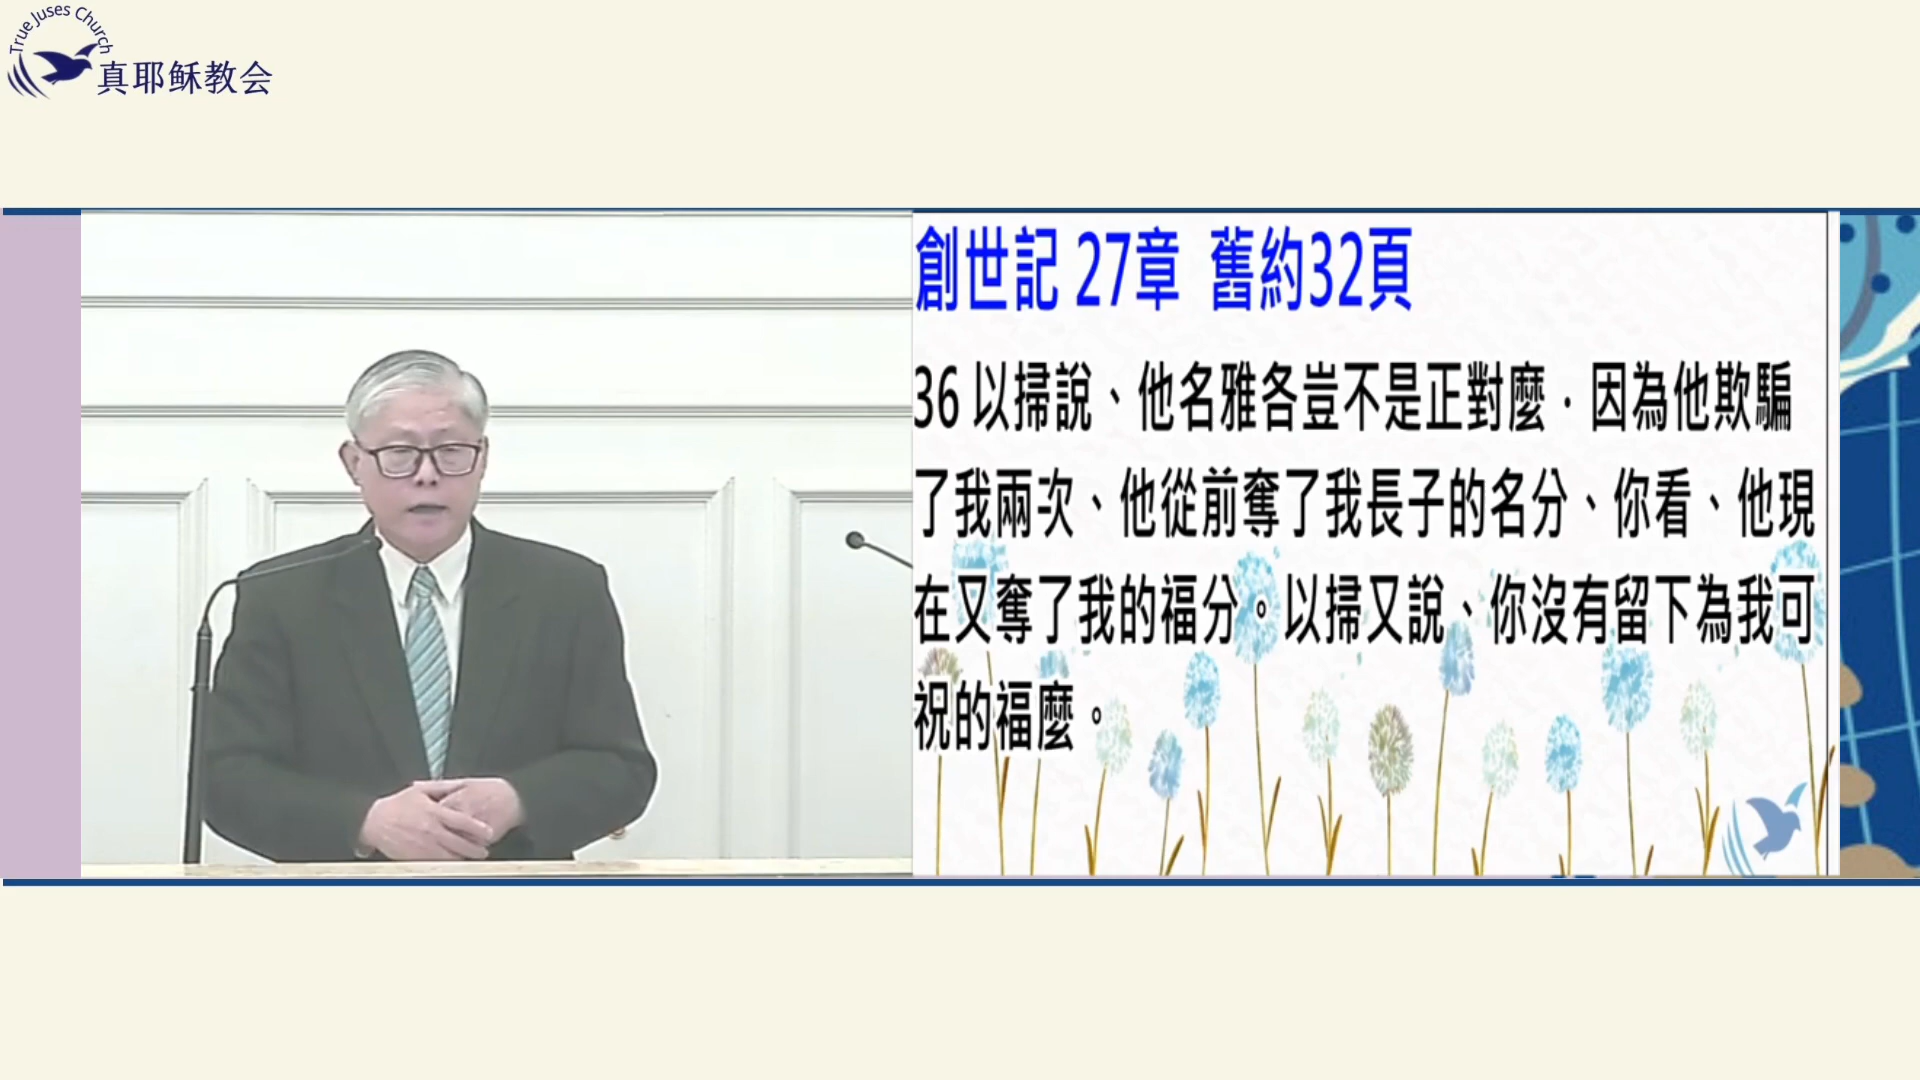 True Juses Church
真耶稣教会
創世記 27章 舊約32頁
36 以掃說、他名雅各豈不是正對麼．因為他欺騙
了我兩次、他從前奪了我長子的名分、你看、他現
在又奪了我的福分。以掃又說、你沒有留下為我可
祝的福麼。